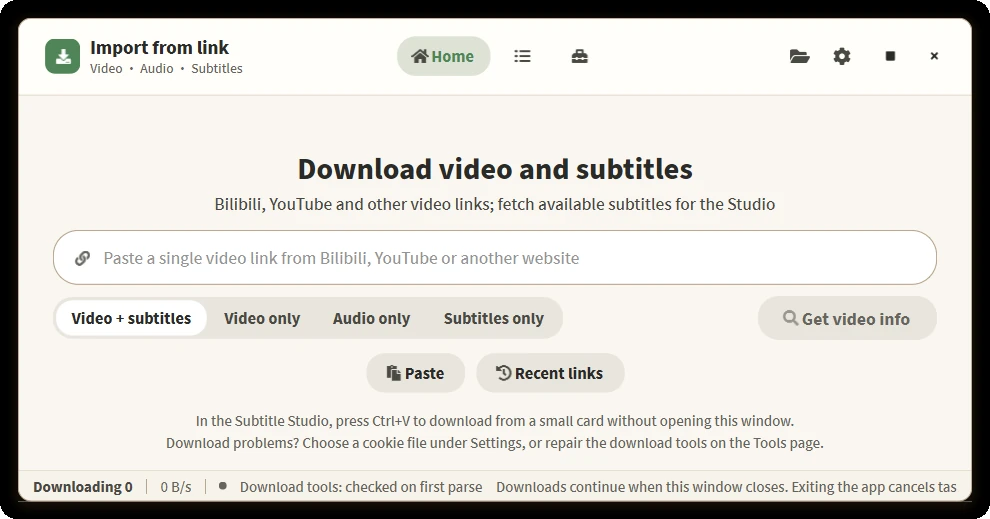 Import from link
Video • Audio • Subtitles
Home
Download video and subtitles
Bilibili, YouTube and other video links; fetch available subtitles for the Studio
Paste a single video link from Bilibili, YouTube or another website
Video + subtitles
Video only
Audio only
Subtitles only
Get video info
Paste
Recent links
In the Subtitle Studio, press Ctrl+V to download from a small card without opening this window.
Download problems? Choose a cookie file under Settings, or repair the download tools on the Tools page.
Downloading 0
0 B/s
Download tools: checked on first parse
Downloads continue when this window closes. Exiting the app cancels tas